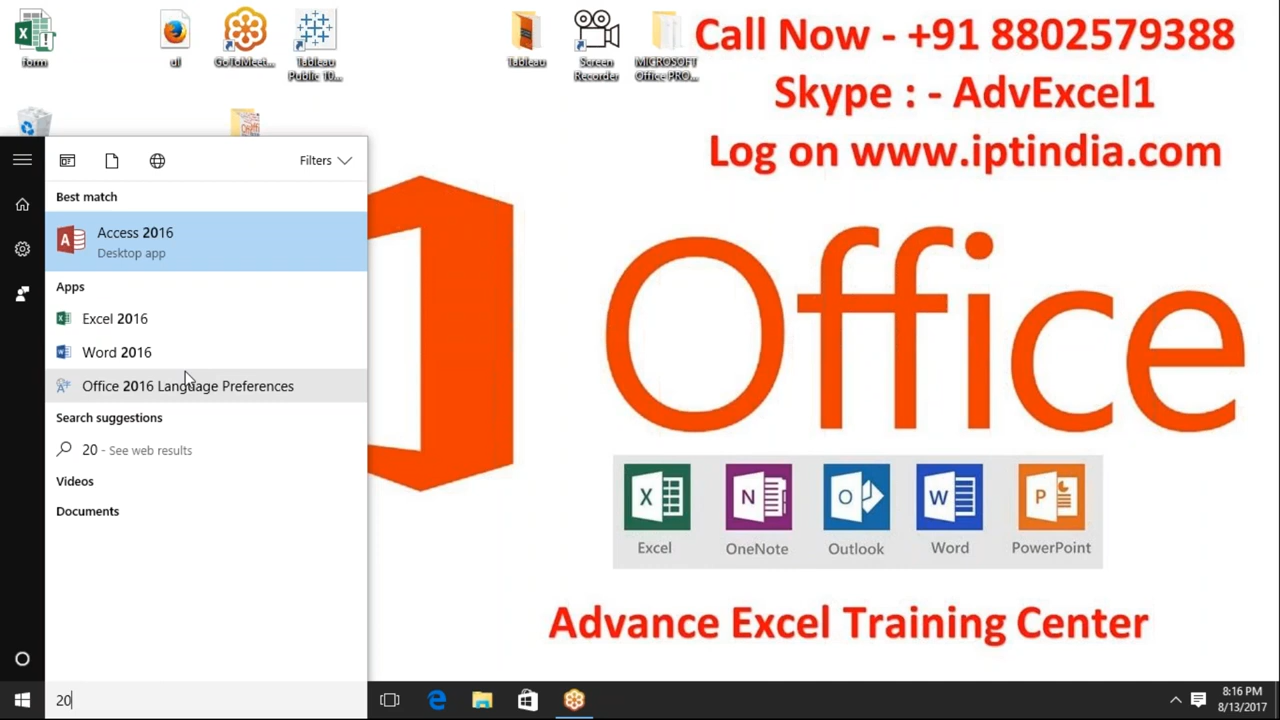 form
ul
GoToMeet...
Tableau
Public 10...
Tableau
Screen
Recorder
MICROSOFT
Office PRO...
Call Now - +91 8802579388
Skype : - AdvExcel1
Log on www.iptindia.com
Filters
Best match
Access 2016
Desktop app
Apps
Excel 2016
Word 2016
Office 2016 Language Preferences
Search suggestions
20 - See web results
Videos
Documents
Office
Excel
OneNote
Outlook
Word
PowerPoint
Advance Excel Training Center
20
8:16 PM
8/13/2017